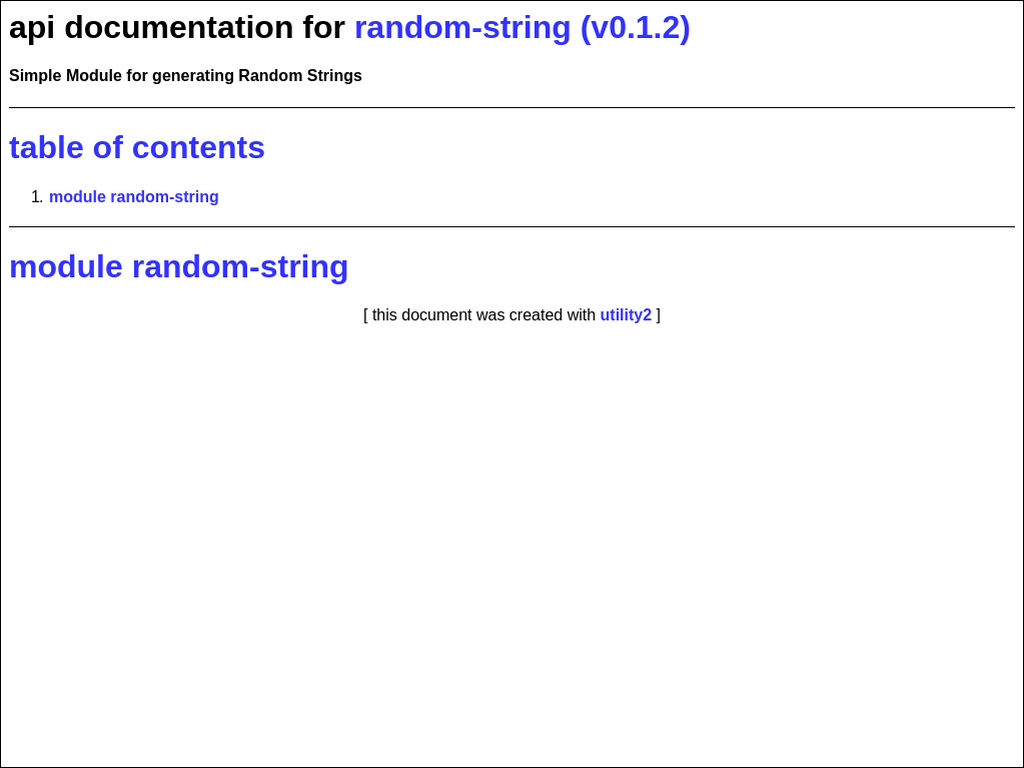 api documentation for random-string (v0.1.2)
Simple Module for generating Random Strings
table of contents
1. module random-string
module random-string
[ this document was created with utility2 ]